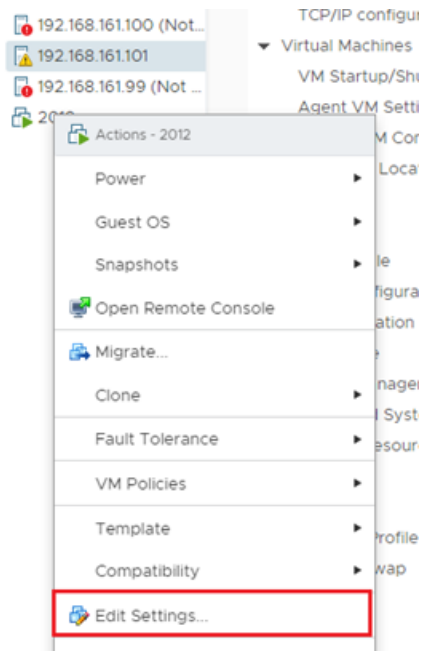 192.168.161.100 (Not...
192.168.161.101
192.168.161.99 (Not ...
TCP/IP configur
Virtual Machines
VM Startup/Shu
Agent VM Setti
Actions - 2012
Power
Guest OS
Snapshots
Open Remote Console
Migrate...
Clone
Fault Tolerance
VM Policies
Template
Compatibility
Edit Settings...